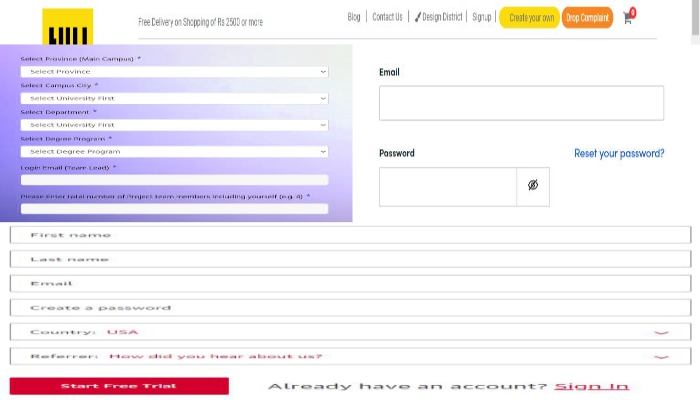 Free Delivery on Shopping of Rs 2500 or more
Blog | Contact Us | Design District | Signup | Create your own Drop Complaint 0
Select Province (Main Campus) *
Select Province
Select Campus City *
Select University First
Select Department *
Select University First
Select Degree Program *
Select Degree Program
Login Email (Team Lead) *
Please Enter total number of Project team members including yourself (e.g. 4) *
Email
Password
Reset your password?
First name
Last name
Email
Create a password
Country: USA
Referrer: How did you hear about us?
Start Free Trial
Already have an account? Sign In